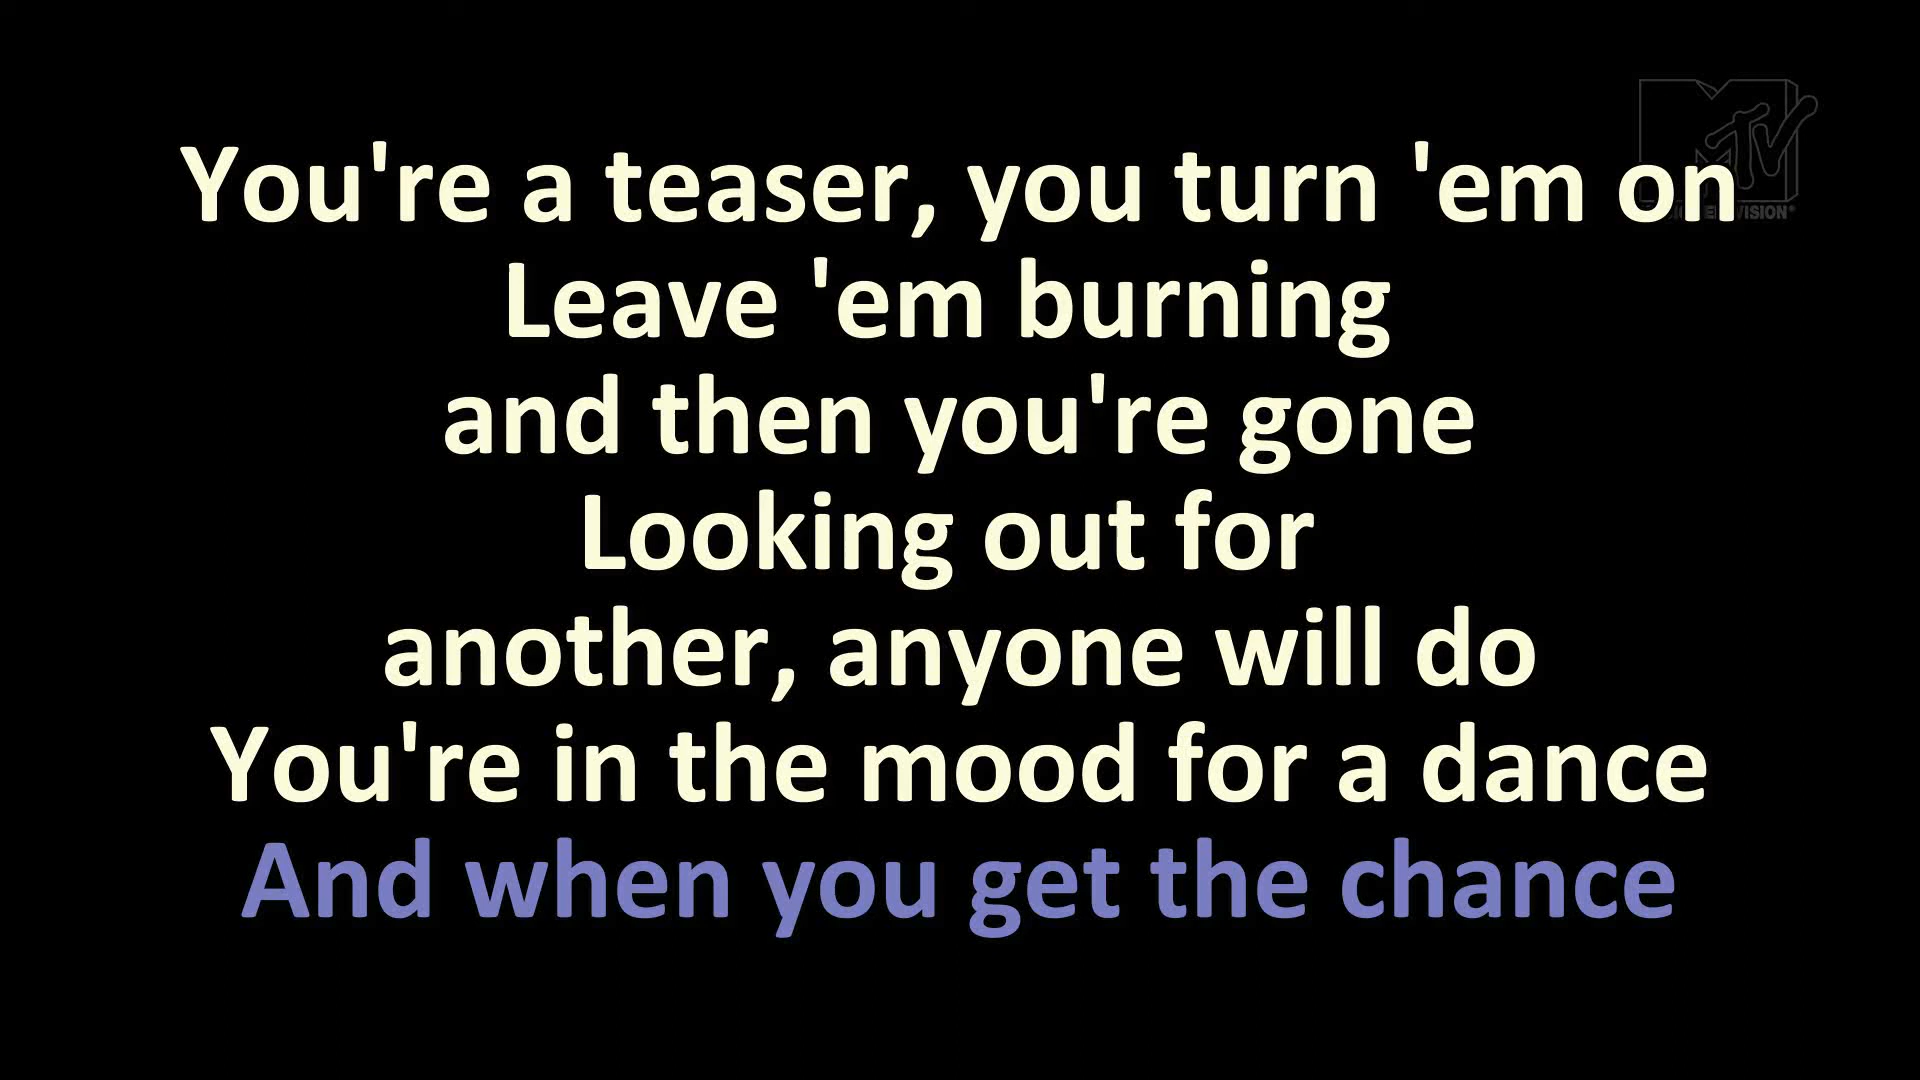 You're a teaser, you turn 'em on
Leave 'em burning
and then you're gone
Looking out for
another, anyone will do
You're in the mood for a dance
And when you get the chance
MTV